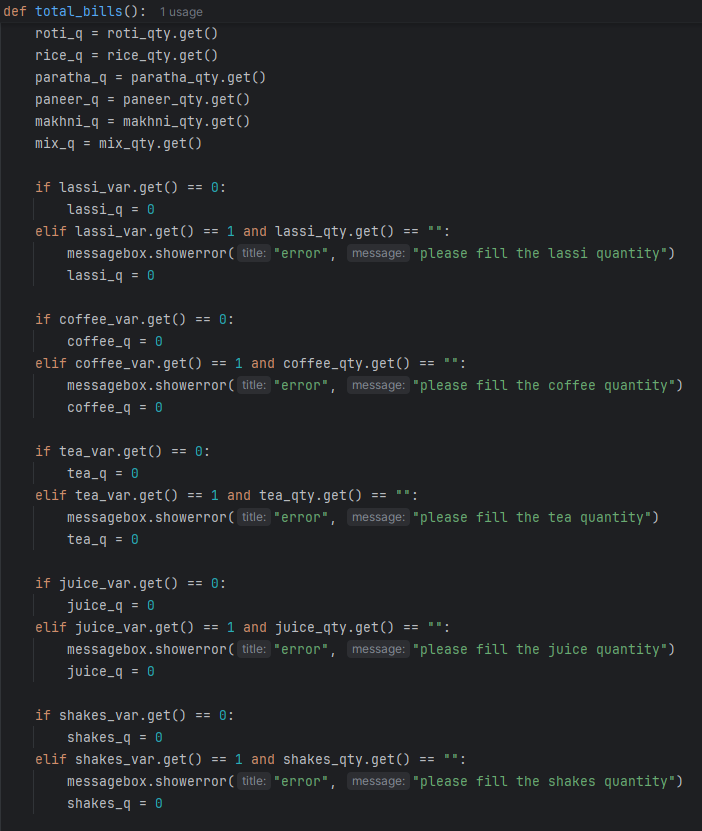 def total_bills(): 1 usage
    roti_q = roti_qty.get()
    rice_q = rice_qty.get()
    paratha_q = paratha_qty.get()
    paneer_q = paneer_qty.get()
    makhni_q = makhni_qty.get()
    mix_q = mix_qty.get()

    if lassi_var.get() == 0:
        lassi_q = 0
    elif lassi_var.get() == 1 and lassi_qty.get() == "":
        messagebox.showerror( title: "error", message: "please fill the lassi quantity")
        lassi_q = 0

    if coffee_var.get() == 0:
        coffee_q = 0
    elif coffee_var.get() == 1 and coffee_qty.get() == "":
        messagebox.showerror( title: "error", message: "please fill the coffee quantity")
        coffee_q = 0

    if tea_var.get() == 0:
        tea_q = 0
    elif tea_var.get() == 1 and tea_qty.get() == "":
        messagebox.showerror( title: "error", message: "please fill the tea quantity")
        tea_q = 0

    if juice_var.get() == 0:
        juice_q = 0
    elif juice_var.get() == 1 and juice_qty.get() == "":
        messagebox.showerror( title: "error", message: "please fill the juice quantity")
        juice_q = 0

    if shakes_var.get() == 0:
        shakes_q = 0
    elif shakes_var.get() == 1 and shakes_qty.get() == "":
        messagebox.showerror( title: "error", message: "please fill the shakes quantity")
        shakes_q = 0